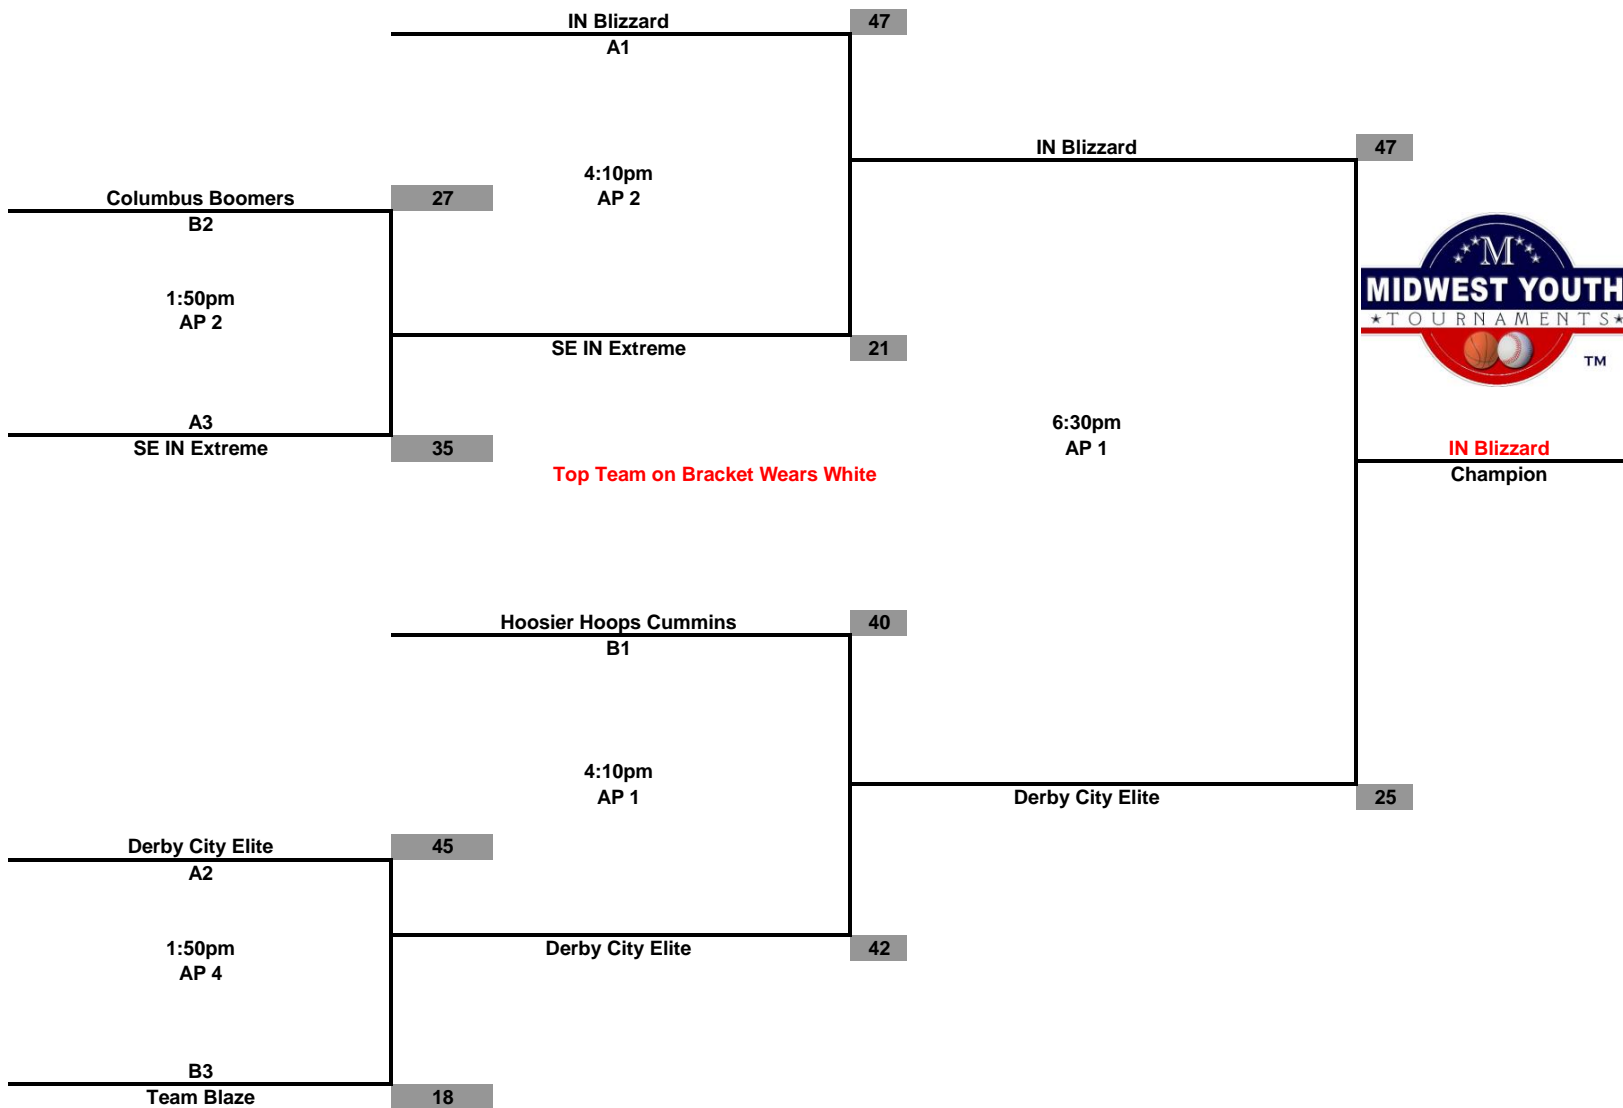 IN Blizzard 47
A1
IN Blizzard 47
4:10pm
AP 2
Columbus Boomers 27
B2
M
MIDWEST YOUTH
★TOURNAMENTS★
TM
1:50pm
AP 2
SE IN Extreme 21
A3
SE IN Extreme 35
6:30pm
AP 1
IN Blizzard
Champion
Top Team on Bracket Wears White
Hoosier Hoops Cummins 40
B1
4:10pm
AP 1
Derby City Elite 25
Derby City Elite 45
A2
1:50pm
AP 4
Derby City Elite 42
B3
Team Blaze 18